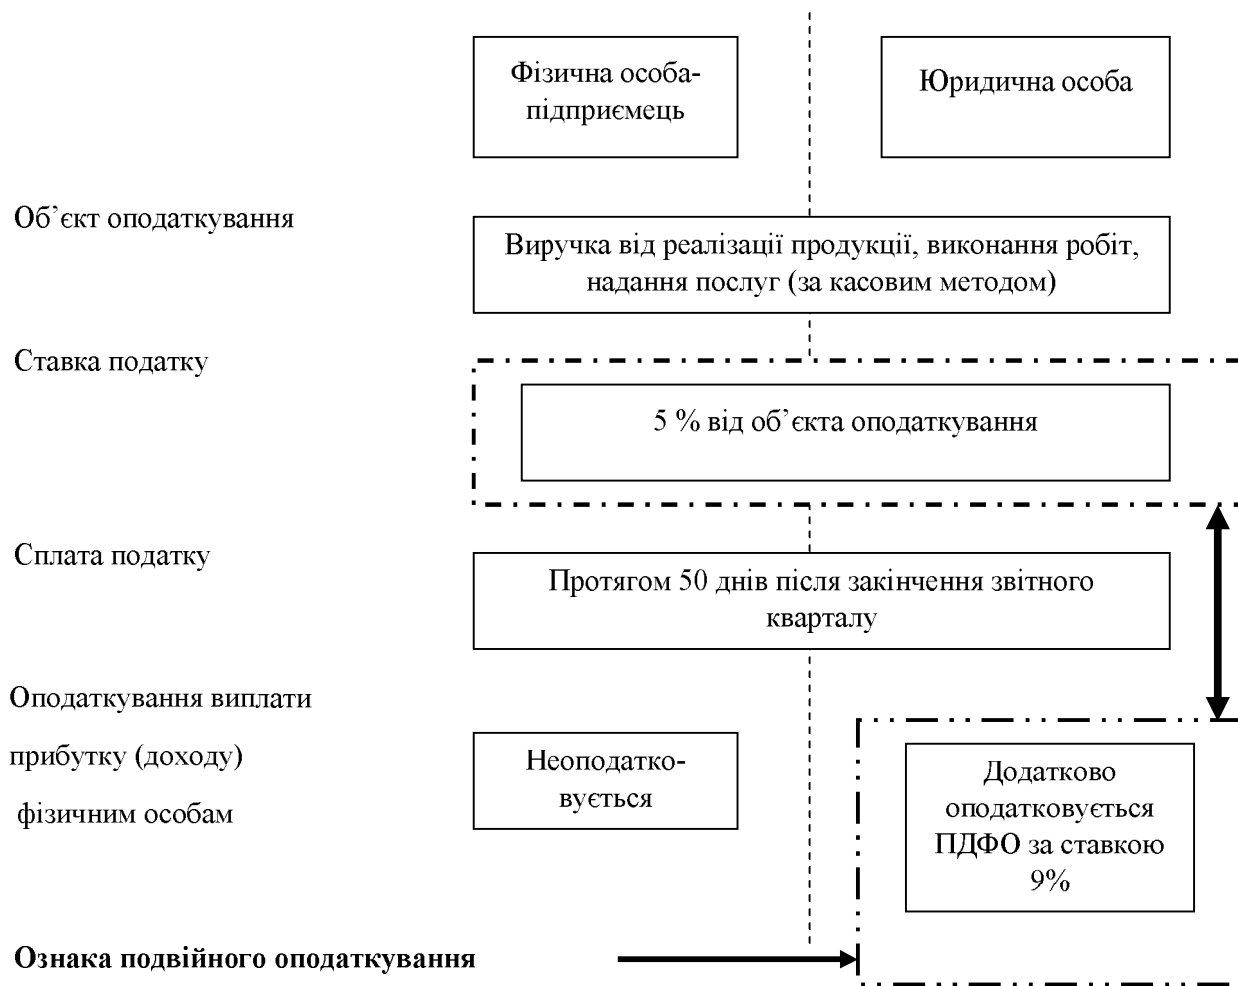 Фізична особа-
підприємець
Юридична особа
Об’єкт оподаткування
Виручка від реалізації продукції, виконання робіт,
надання послуг (за касовим методом)
Ставка податку
5 % від об’єкта оподаткування
Сплата податку
Протягом 50 днів після закінчення звітного
кварталу
Оподаткування виплати
прибутку (доходу)
фізичним особам
Неоподатко-
вується
Додатково
оподатковується
ПДФО за ставкою
9%
Ознака подвійного оподаткування